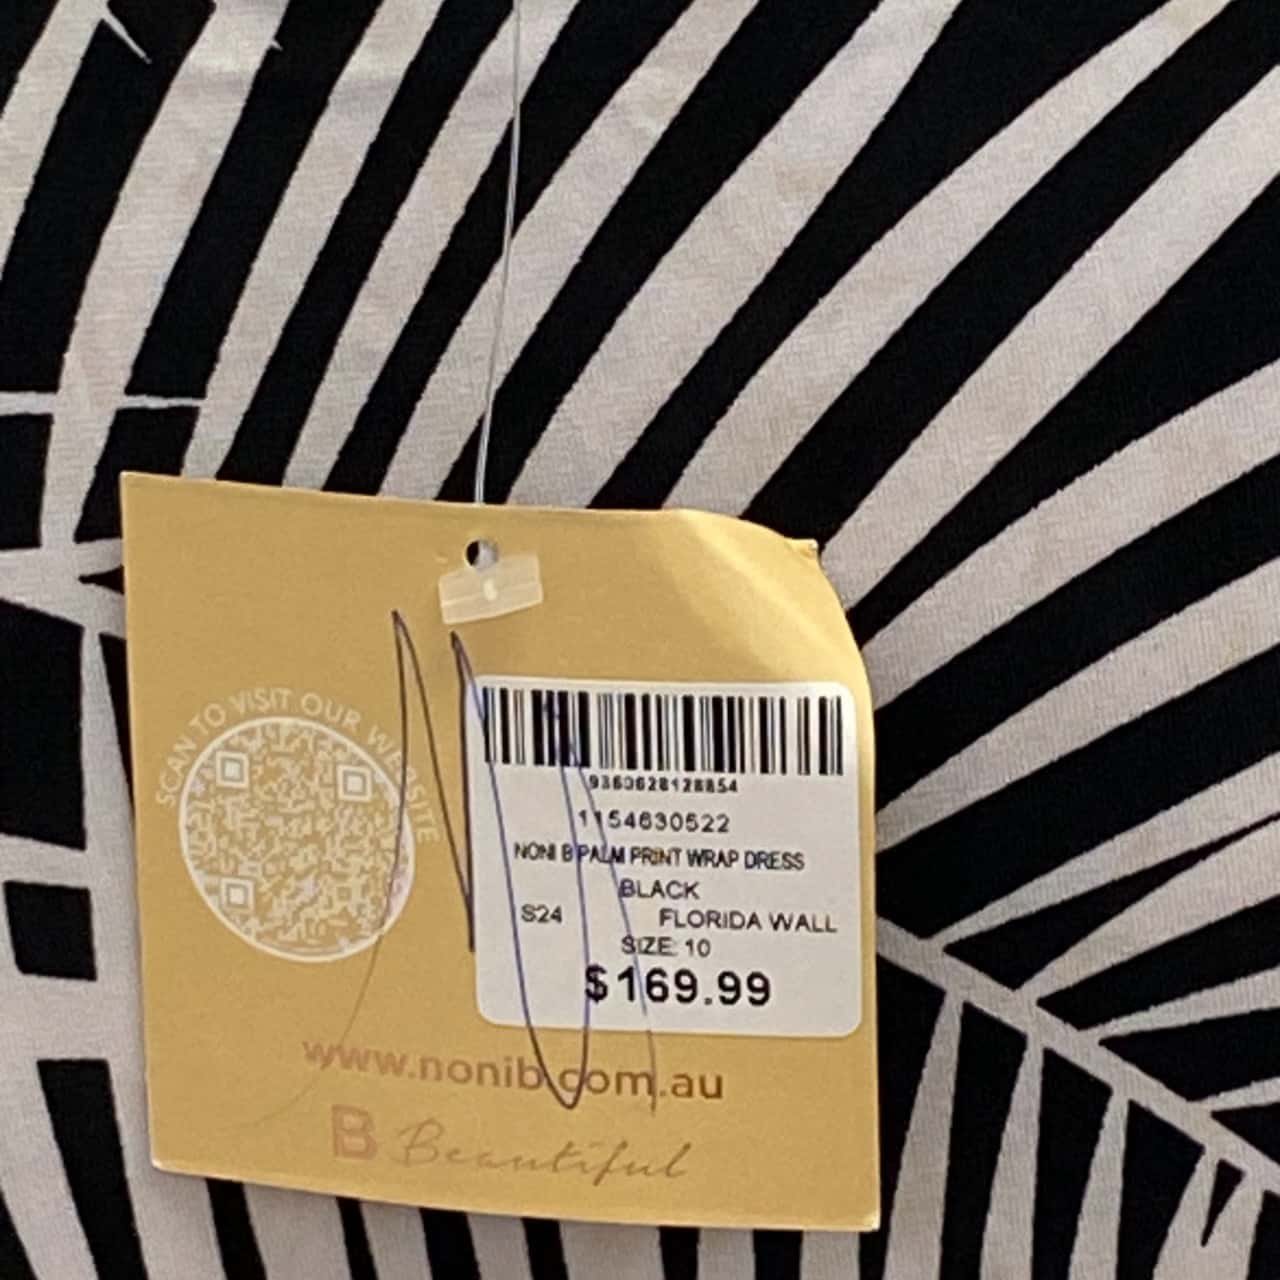 SCAN TO VISIT OUR WEBSITE
9360628128854
1154630522
NONI B PALM PRINT WRAP DRESS
BLACK
S24 FLORIDA WALL
SIZE: 10
$169.99
www.nonib.com.au
B Beautiful